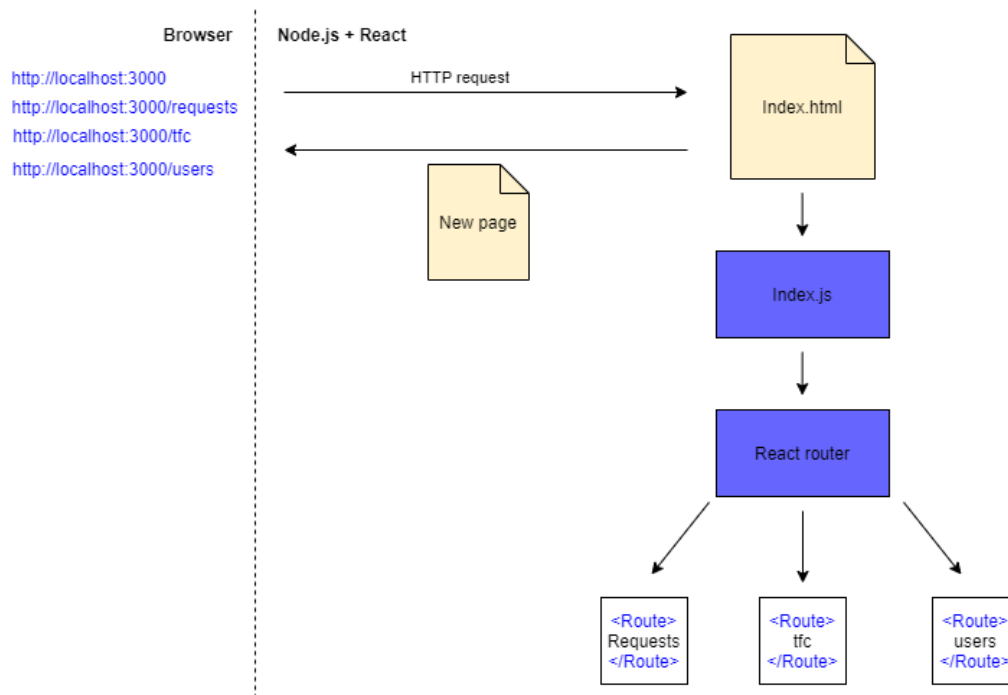 Browser
Node.js + React
http://localhost:3000
http://localhost:3000/requests
http://localhost:3000/tfc
http://localhost:3000/users
HTTP request
New page
Index.html
Index.js
React router
<Route>
Requests
</Route>
<Route>
tfc
</Route>
<Route>
users
</Route>